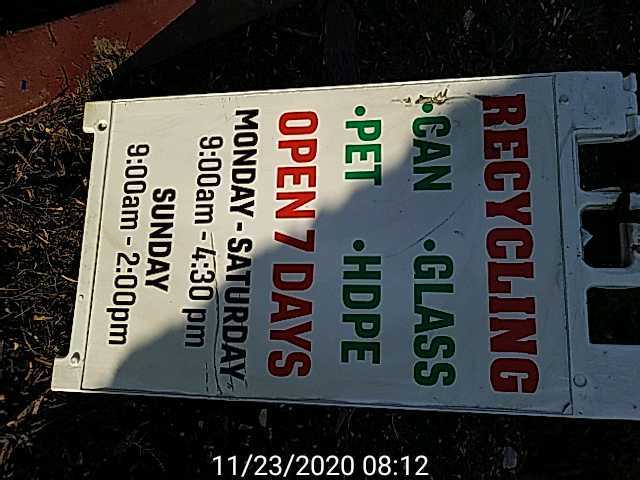 RECYCLING
•CAN •GLASS
•PET •HDPE
OPEN 7 DAYS
MONDAY - SATURDAY
9:00am - 4:30 pm
SUNDAY
9:00am - 2:00pm
11/23/2020 08:12